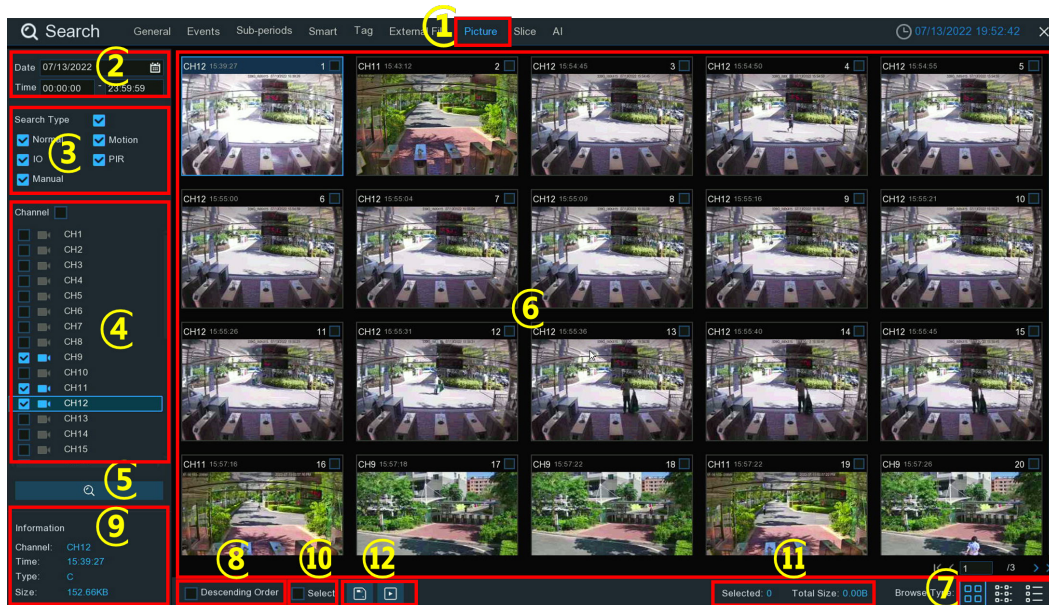 Search General Events Sub-periods Smart Tag External Fi Picture Slice AI 07/13/2022 19:52:42
①
Date 07/13/2022
②
Time 00:00:00 - 23:59:59
Search Type
Normal Motion
③
IO PIR
Manual
Channel
CH1
CH2
CH3
CH4
CH5
CH6
CH7
④
CH8
CH9
CH10
CH11
CH12
CH13
CH14
CH15
⑤
Information
⑨
Channel: CH12
Time: 15:39:27
Type: C
Size: 152.66KB
CH12 15:39:27 1
CH11 15:43:12 2
CH12 15:54:45 3
CH12 15:54:50 4
CH12 15:54:55 5
CH12 15:55:00 6
CH12 15:55:04 7
CH12 15:55:09 8
CH12 15:55:16 9
CH12 15:55:21 10
⑥
CH12 15:55:26 11
CH12 15:55:31 12
CH12 15:55:36 13
CH12 15:55:40 14
CH12 15:55:45 15
CH11 15:57:16 16
CH9 15:57:18 17
CH9 15:57:22 18
CH11 15:57:22 19
CH9 15:57:26 20
⑧ ⑩ ⑫ ⑪ ⑦
1 /3
Descending Order Select Selected: 0 Total Size: 0.00B Browse Type: